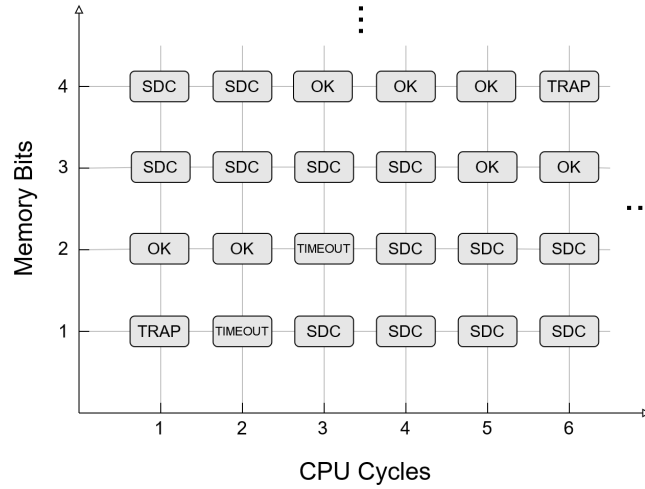 4 SDC SDC OK OK OK TRAP
3 SDC SDC SDC SDC OK OK
2 OK OK TIMEOUT SDC SDC SDC
1 TRAP TIMEOUT SDC SDC SDC SDC
1 2 3 4 5 6
Memory Bits
CPU Cycles